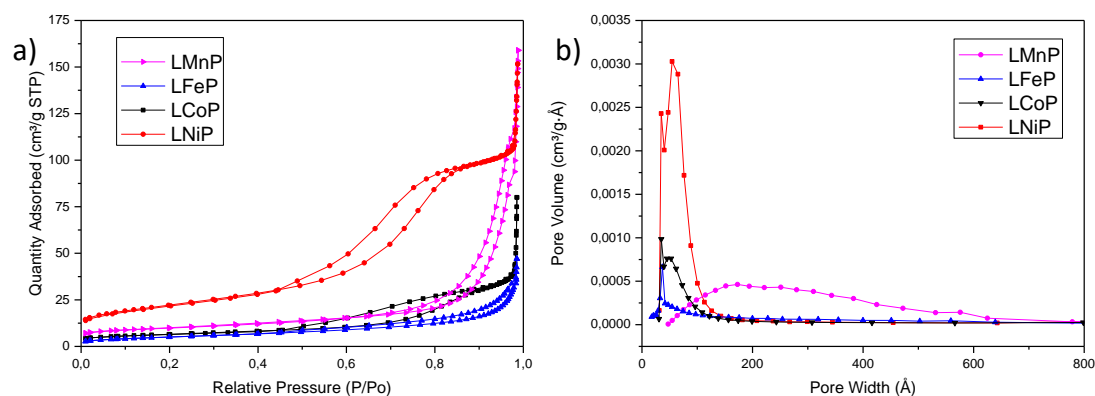 a)
175
150
125
100
75
50
25
0
Quantity Adsorbed (cm³/g STP)
LMnP
LFeP
LCoP
LNiP
0,0 0,2 0,4 0,6 0,8 1,0
Relative Pressure (P/Po)
b)
0,0035
0,0030
0,0025
0,0020
0,0015
0,0010
0,0005
0,0000
Pore Volume (cm³/g·Å)
LMnP
LFeP
LCoP
LNiP
0 200 400 600 800
Pore Width (Å)